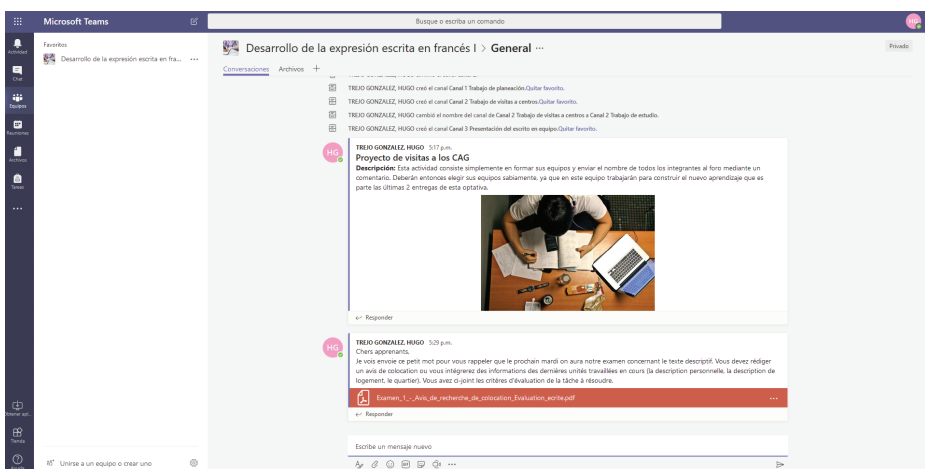 Microsoft Teams
Busque o escriba un comando
HG
Actividad
Chat
Equipos
Reuniones
Archivos
Tareas
Favoritos
Desarrollo de la expresión escrita en fra... ...
Desarrollo de la expresión escrita en francés I > General ...
Privado
Conversaciones Archivos +
TREJO GONZALEZ, HUGO creó el canal Canal 1 Trabajo de planeación.Quitar favorito.
TREJO GONZALEZ, HUGO creó el canal Canal 2 Trabajo de visitas a centros.Quitar favorito.
TREJO GONZALEZ, HUGO cambió el nombre del canal de Canal 2 Trabajo de visitas a centros a Canal 2 Trabajo de estudio.
TREJO GONZALEZ, HUGO creó el canal Canal 3 Presentación del escrito en equipo.Quitar favorito.
HG
TREJO GONZALEZ, HUGO 5:17 p.m.
Proyecto de visitas a los CAG
Descripción: Esta actividad consiste simplemente en formar sus equipos y enviar el nombre de todos los integrantes al foro mediante un
comentario. Deberán entonces elegir sus equipos sabiamente, ya que en este equipo trabajarán para construir el nuevo aprendizaje que es
parte las últimas 2 entregas de esta optativa.
Responder
HG
TREJO GONZALEZ, HUGO 5:29 p.m.
Chers apprenants,
Je vois envoie ce petit mot pour vous rappeler que le prochain mardi on aura notre examen concernant le texte descriptif. Vous devez rédiger
un avis de colocation ou vous intégrerez des informations des dernières unités travaillées en cours (la description personnelle, la description de
logement, le quartier). Vous avez ci-joint les critères d'évaluation de la tâche à résoudre.
Examen_1_-_Avis_de_recherche_de_colocation_Evaluation_ecrite.pdf ...
Responder
Escribe un mensaje nuevo
GIF
Obtener apl...
Tienda
Unirse a un equipo o crear uno